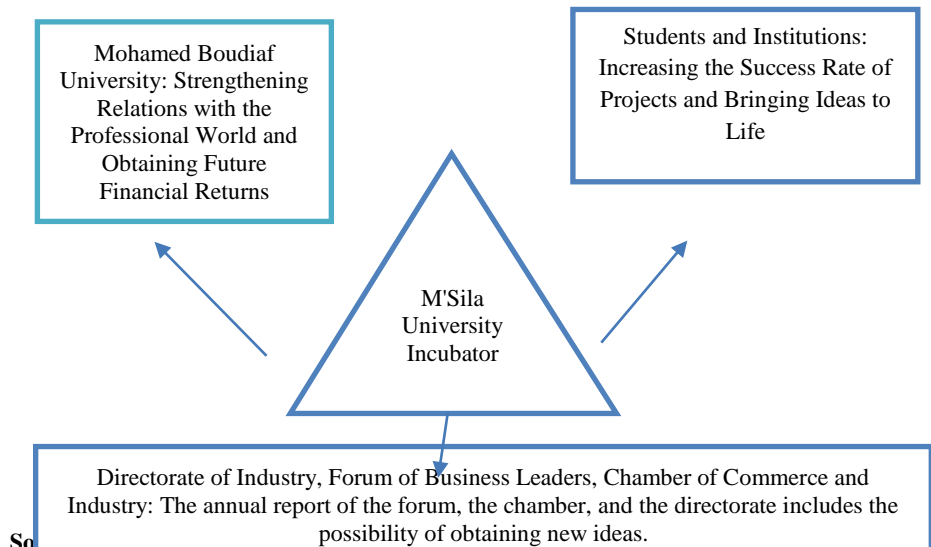 Mohamed Boudiaf
University: Strengthening
Relations with the
Professional World and
Obtaining Future
Financial Returns
Students and Institutions:
Increasing the Success Rate of
Projects and Bringing Ideas to
Life
M'Sila
University
Incubator
Directorate of Industry, Forum of Business Leaders, Chamber of Commerce and
Industry: The annual report of the forum, the chamber, and the directorate includes the
possibility of obtaining new ideas.